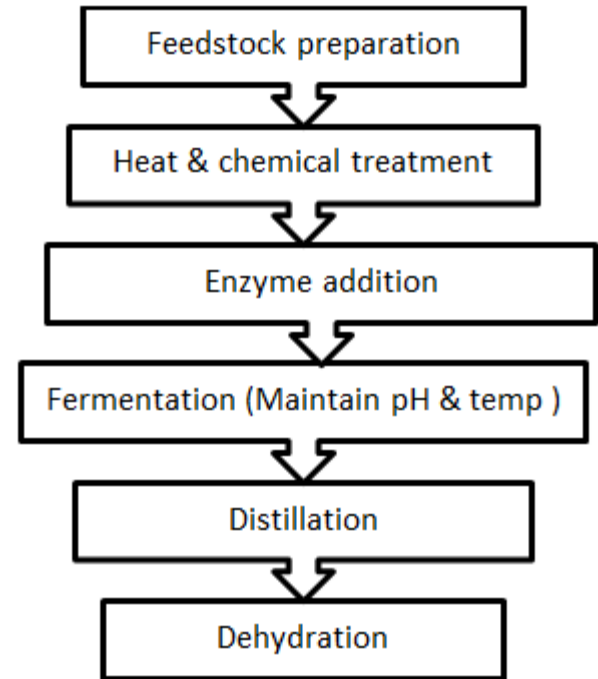 Feedstock preparation
Heat & chemical treatment
Enzyme addition
Fermentation (Maintain pH & temp )
Distillation
Dehydration